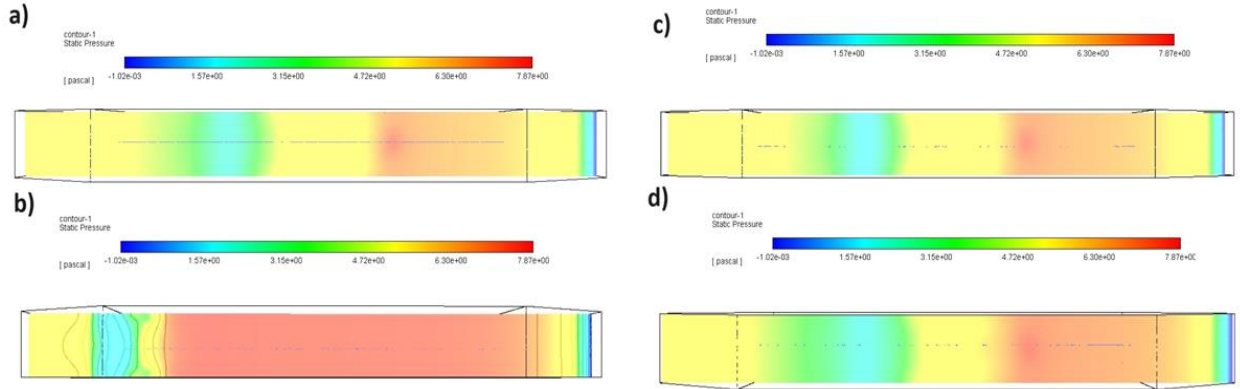 a)
contour-1
Static Pressure
[ pascal ]
-1.02e-03 1.57e+00 3.15e+00 4.72e+00 6.30e+00 7.87e+00
b)
contour-1
Static Pressure
[ pascal ]
-1.02e-03 1.57e+00 3.15e+00 4.72e+00 6.30e+00 7.87e+00
c)
contour-1
Static Pressure
[ pascal ]
-1.02e-03 1.57e+00 3.15e+00 4.72e+00 6.30e+00 7.87e+00
d)
contour-1
Static Pressure
[ pascal ]
-1.02e-03 1.57e+00 3.15e+00 4.72e+00 6.30e+00 7.87e+0